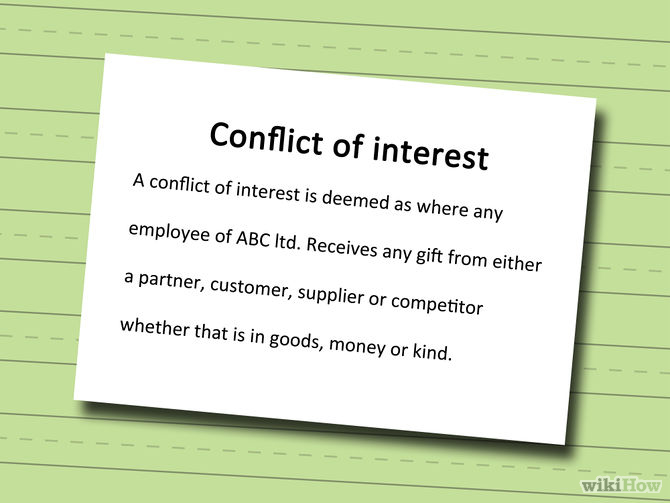 Conflict of interest
A conflict of interest is deemed as where any
employee of ABC ltd. Receives any gift from either
a partner, customer, supplier or competitor
whether that is in goods, money or kind.
wikiHow